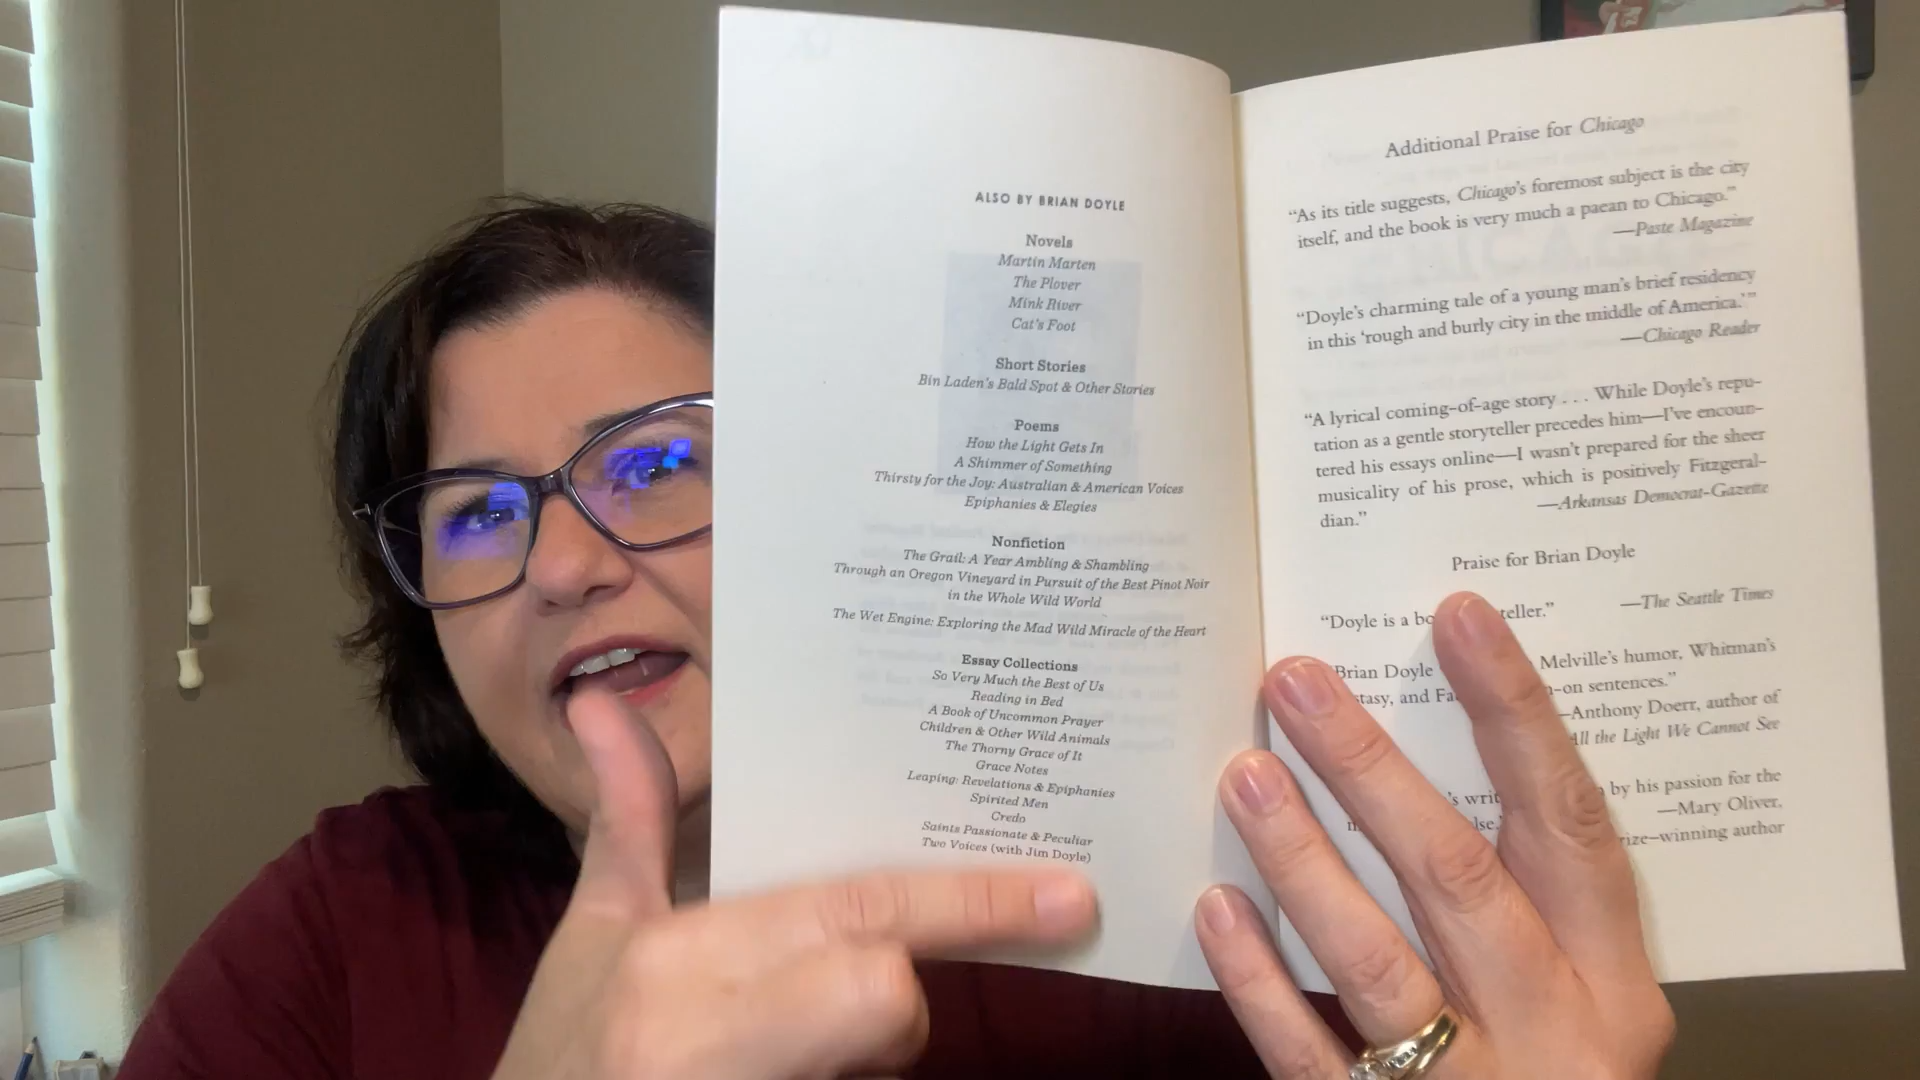 ALSO BY BRIAN DOYLE
Novels
Martin Marten
The Plover
Mink River
Cat's Foot
Short Stories
Bin Laden's Bald Spot & Other Stories
Poems
How the Light Gets In
A Shimmer of Something
Thirsty for the Joy: Australian & American Voices
Epiphanies & Elegies
Nonfiction
The Grail: A Year Ambling & Shambling
Through an Oregon Vineyard in Pursuit of the Best Pinot Noir
in the Whole Wild World
The Wet Engine: Exploring the Mad Wild Miracle of the Heart
Essay Collections
So Very Much the Best of Us
Reading in Bed
A Book of Uncommon Prayer
Children & Other Wild Animals
The Thorny Grace of It
Grace Notes
Leaping: Revelations & Epiphanies
Spirited Men
Credo
Saints Passionate & Peculiar
Two Voices (with Jim Doyle)
Additional Praise for Chicago
“As its title suggests, Chicago's foremost subject is the city
itself, and the book is very much a paean to Chicago.”
—Paste Magazine
“Doyle's charming tale of a young man's brief residency
in this ‘rough and burly city in the middle of America.’”
—Chicago Reader
“A lyrical coming-of-age story . . . While Doyle's repu-
tation as a gentle storyteller precedes him—I've encoun-
tered his essays online—I wasn't prepared for the sheer
musicality of his prose, which is positively Fitzgeral-
dian.”
—Arkansas Democrat-Gazette
Praise for Brian Doyle
“Doyle is a teller.”
—The Seattle Times
Brian Doyle Melville's humor, Whitman's
and -on sentences.”
—Anthony Doerr, author of
All the Light We Cannot See
by his passion for the
—Mary Oliver,
-winning author